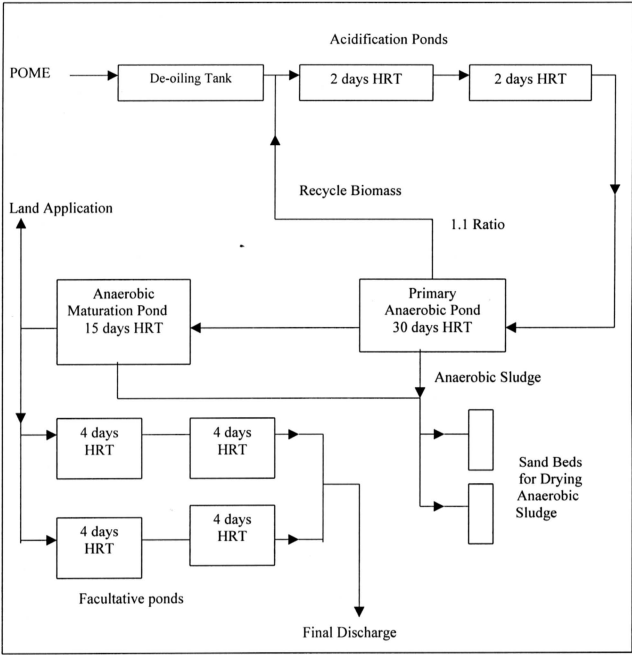 Acidification Ponds
POME
De-oiling Tank
2 days HRT
2 days HRT
Recycle Biomass
Land Application
1.1 Ratio
Anaerobic
Maturation Pond
15 days HRT
Primary
Anaerobic Pond
30 days HRT
Anaerobic Sludge
4 days
HRT
4 days
HRT
Sand Beds
for Drying
Anaerobic
Sludge
4 days
HRT
4 days
HRT
Facultative ponds
Final Discharge